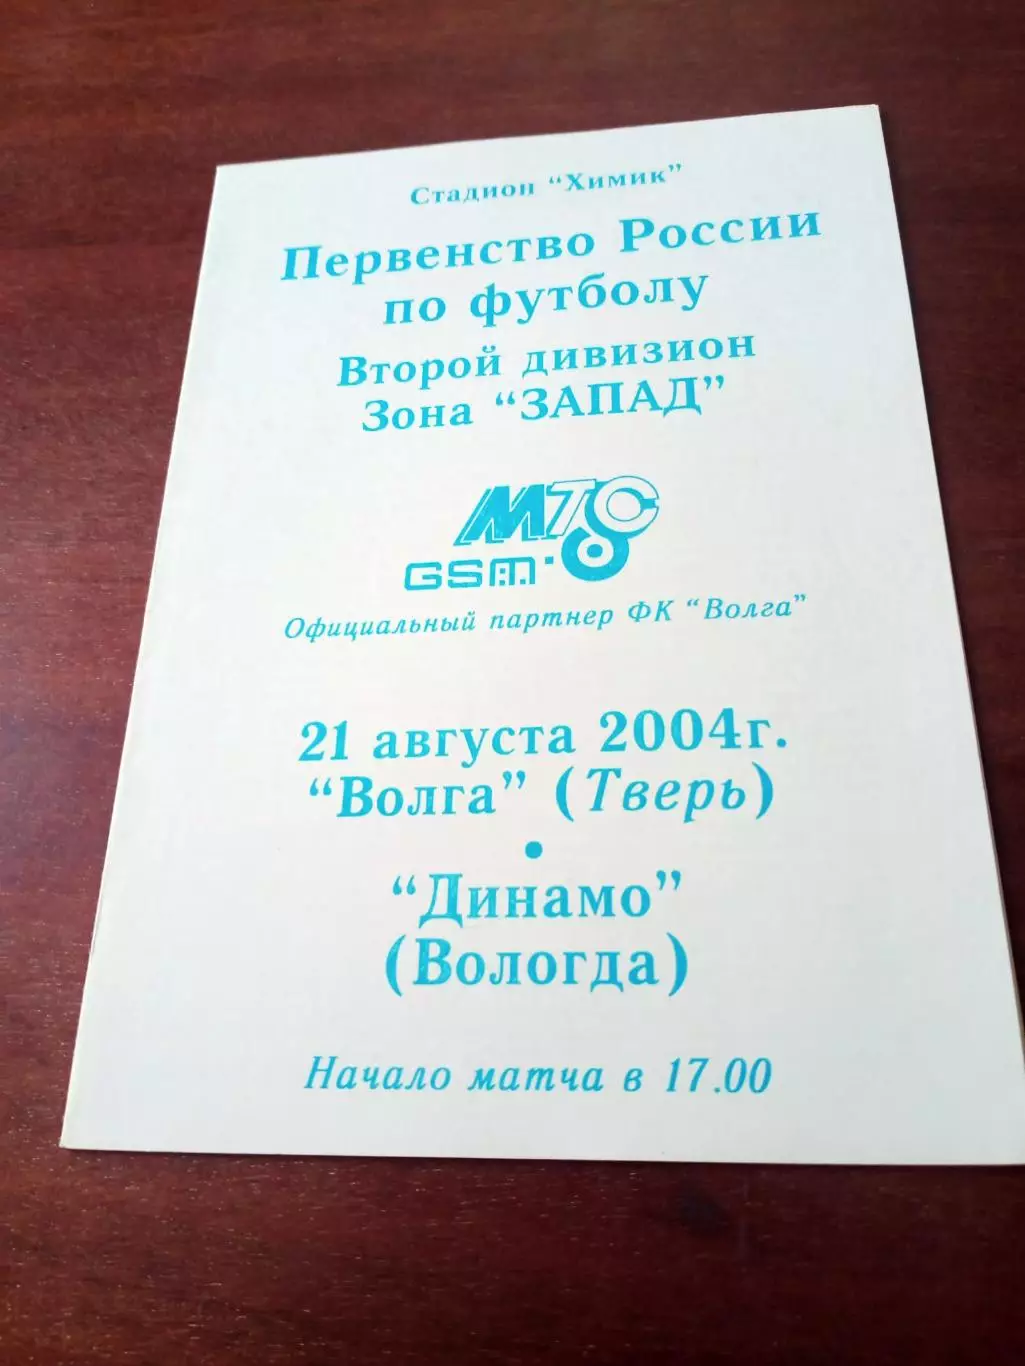 Стадион “Химик”
Первенство России
по футболу
Второй дивизион
Зона “ЗАПАД”
МТС
GSM
Официальный партнер ФК “Волга”
21 августа 2004г.
“Волга” (Тверь)
•
“Динамо”
(Вологда)
Начало матча в 17.00